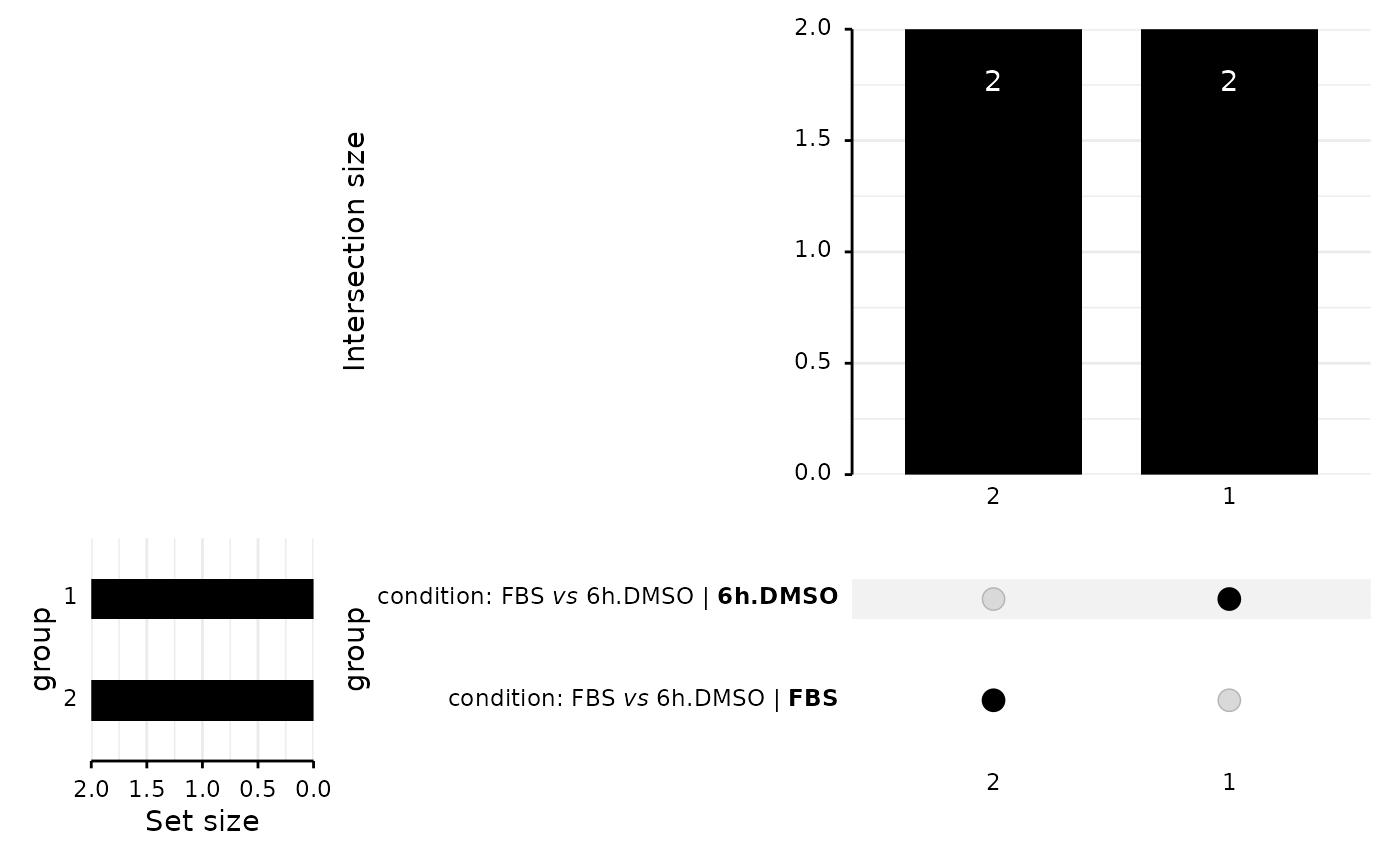 2.0
1.5
1.0
0.5
0.0
Intersection size
2
2
2
1
group
1
2
2.0 1.5 1.0 0.5 0.0
Set size
group
condition: FBS vs 6h.DMSO | 6h.DMSO
condition: FBS vs 6h.DMSO | FBS
2
1